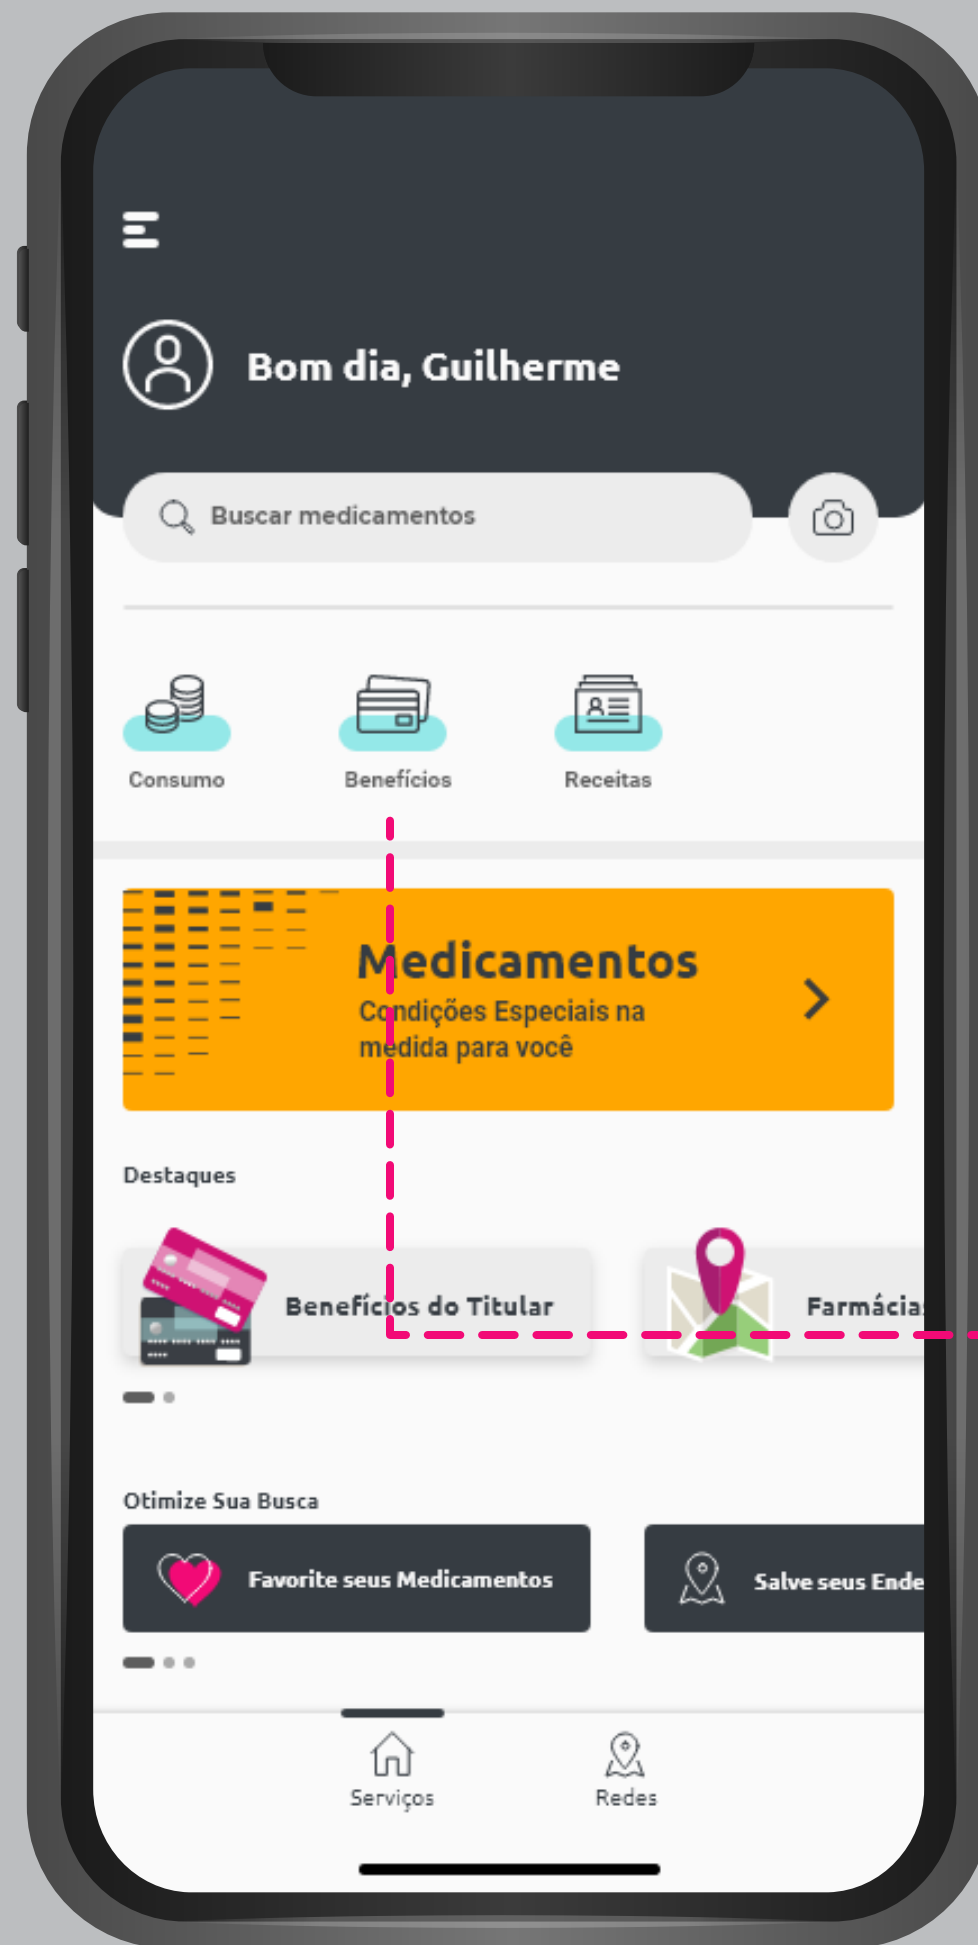 Bom dia, Guilherme
Buscar medicamentos
Consumo
Benefícios
Receitas
Medicamentos
Condições Especiais na
medida para você
Destaques
Benefícios do Titular
Farmácias
Otimize Sua Busca
Favorite seus Medicamentos
Salve seus Ende
Serviços
Redes